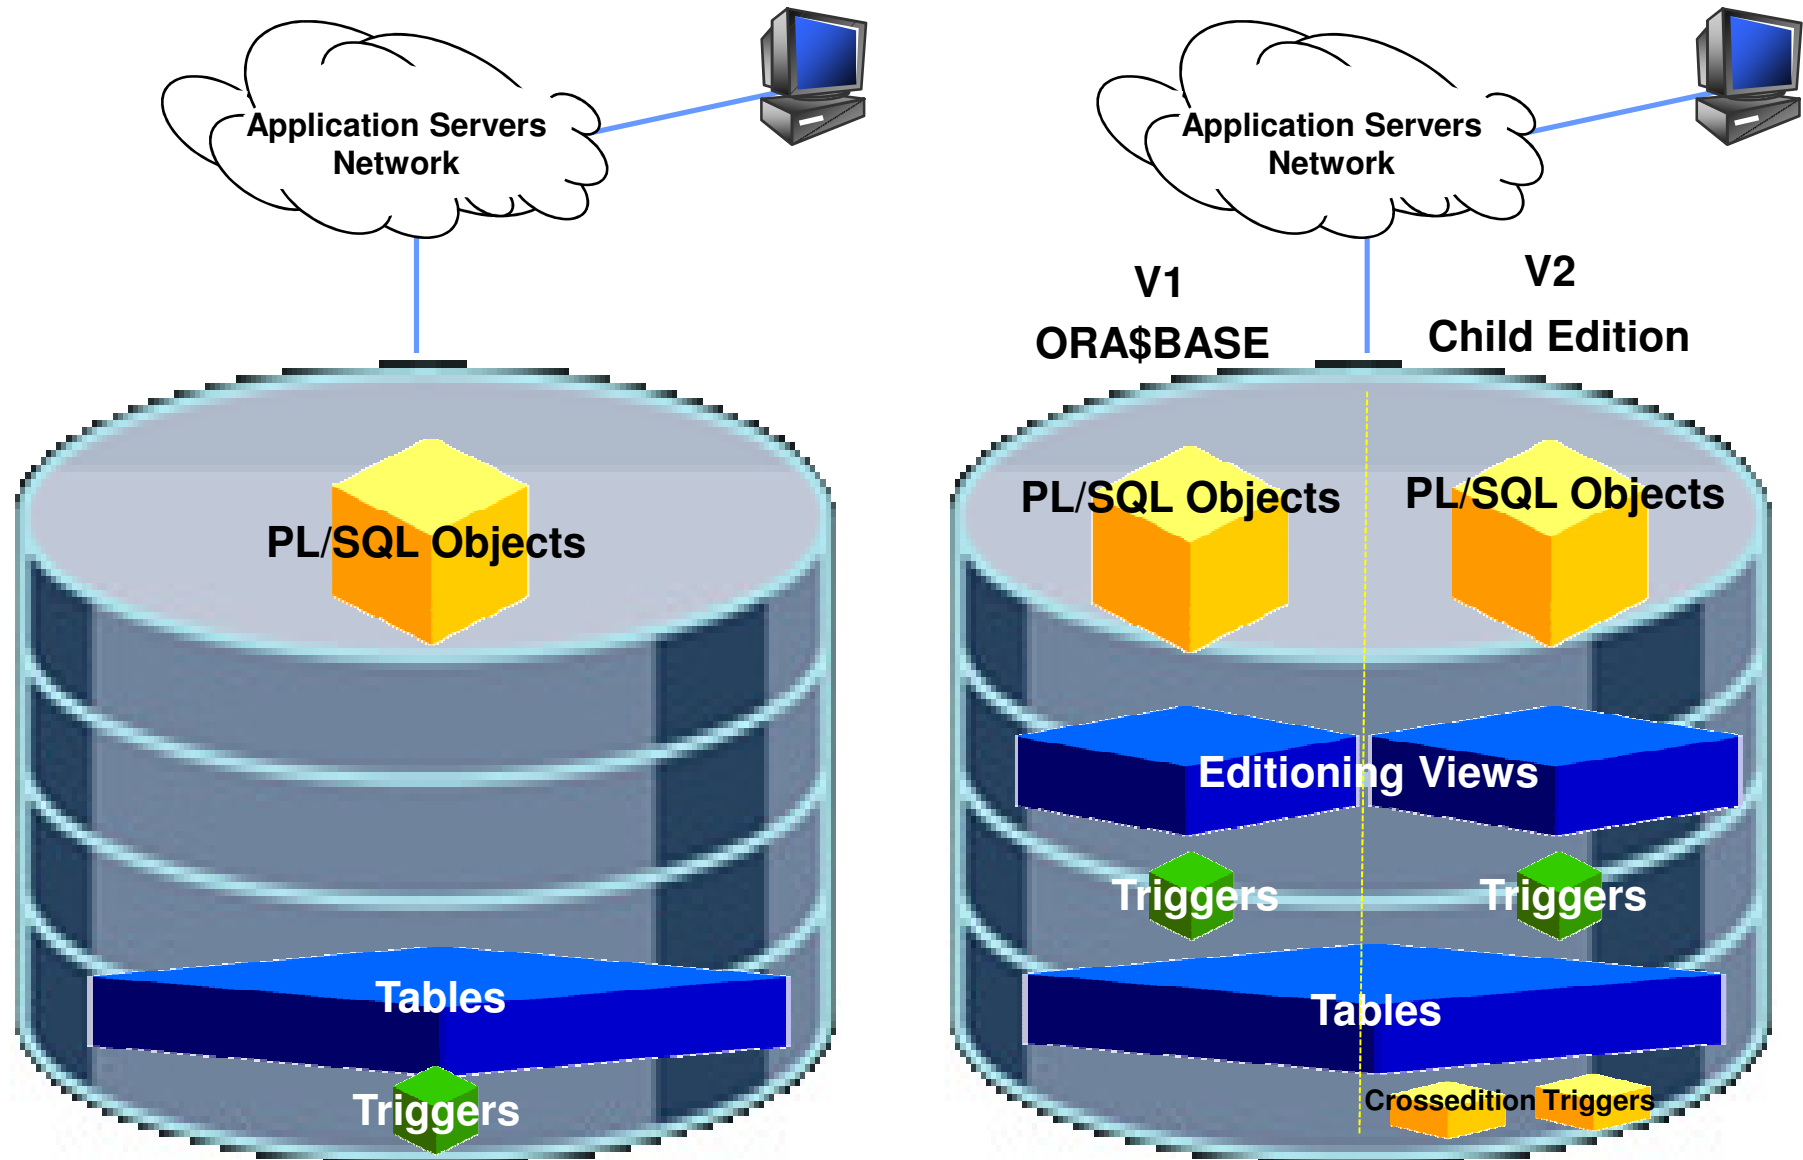 Application Servers
Network
PL/SQL Objects
Tables
Triggers
Application Servers
Network
V1
ORA$BASE
V2
Child Edition
PL/SQL Objects
PL/SQL Objects
Editioning Views
Triggers
Triggers
Tables
Crossedition Triggers